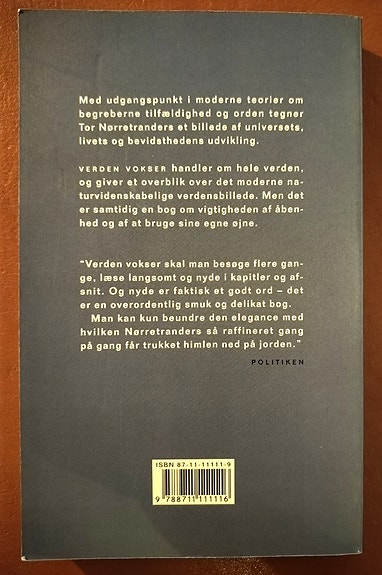 Med udgangspunkt i moderne teorier om
begreberne tilfældighed og orden tegner
Tor Nørretranders et billede af universets,
livets og bevidsthedens udvikling.
VERDEN VOKSER handler om hele verden,
og giver et overblik over det moderne na-
turvidenskabelige verdensbillede. Men det
er samtidig en bog om vigtigheden af åben-
hed og af at bruge sine egne øjne.
"Verden vokser skal man besøge flere gan-
ge, læse langsomt og nyde i kapitler og af-
snit. Og nyde er faktisk et godt ord – det
er en overordentlig smuk og delikat bog.
Man kan kun beundre den elegance med
hvilken Nørretranders så raffineret gang
på gang får trukket himlen ned på jorden."
POLITIKEN
ISBN 87-11-11111-9
9 788711 111116